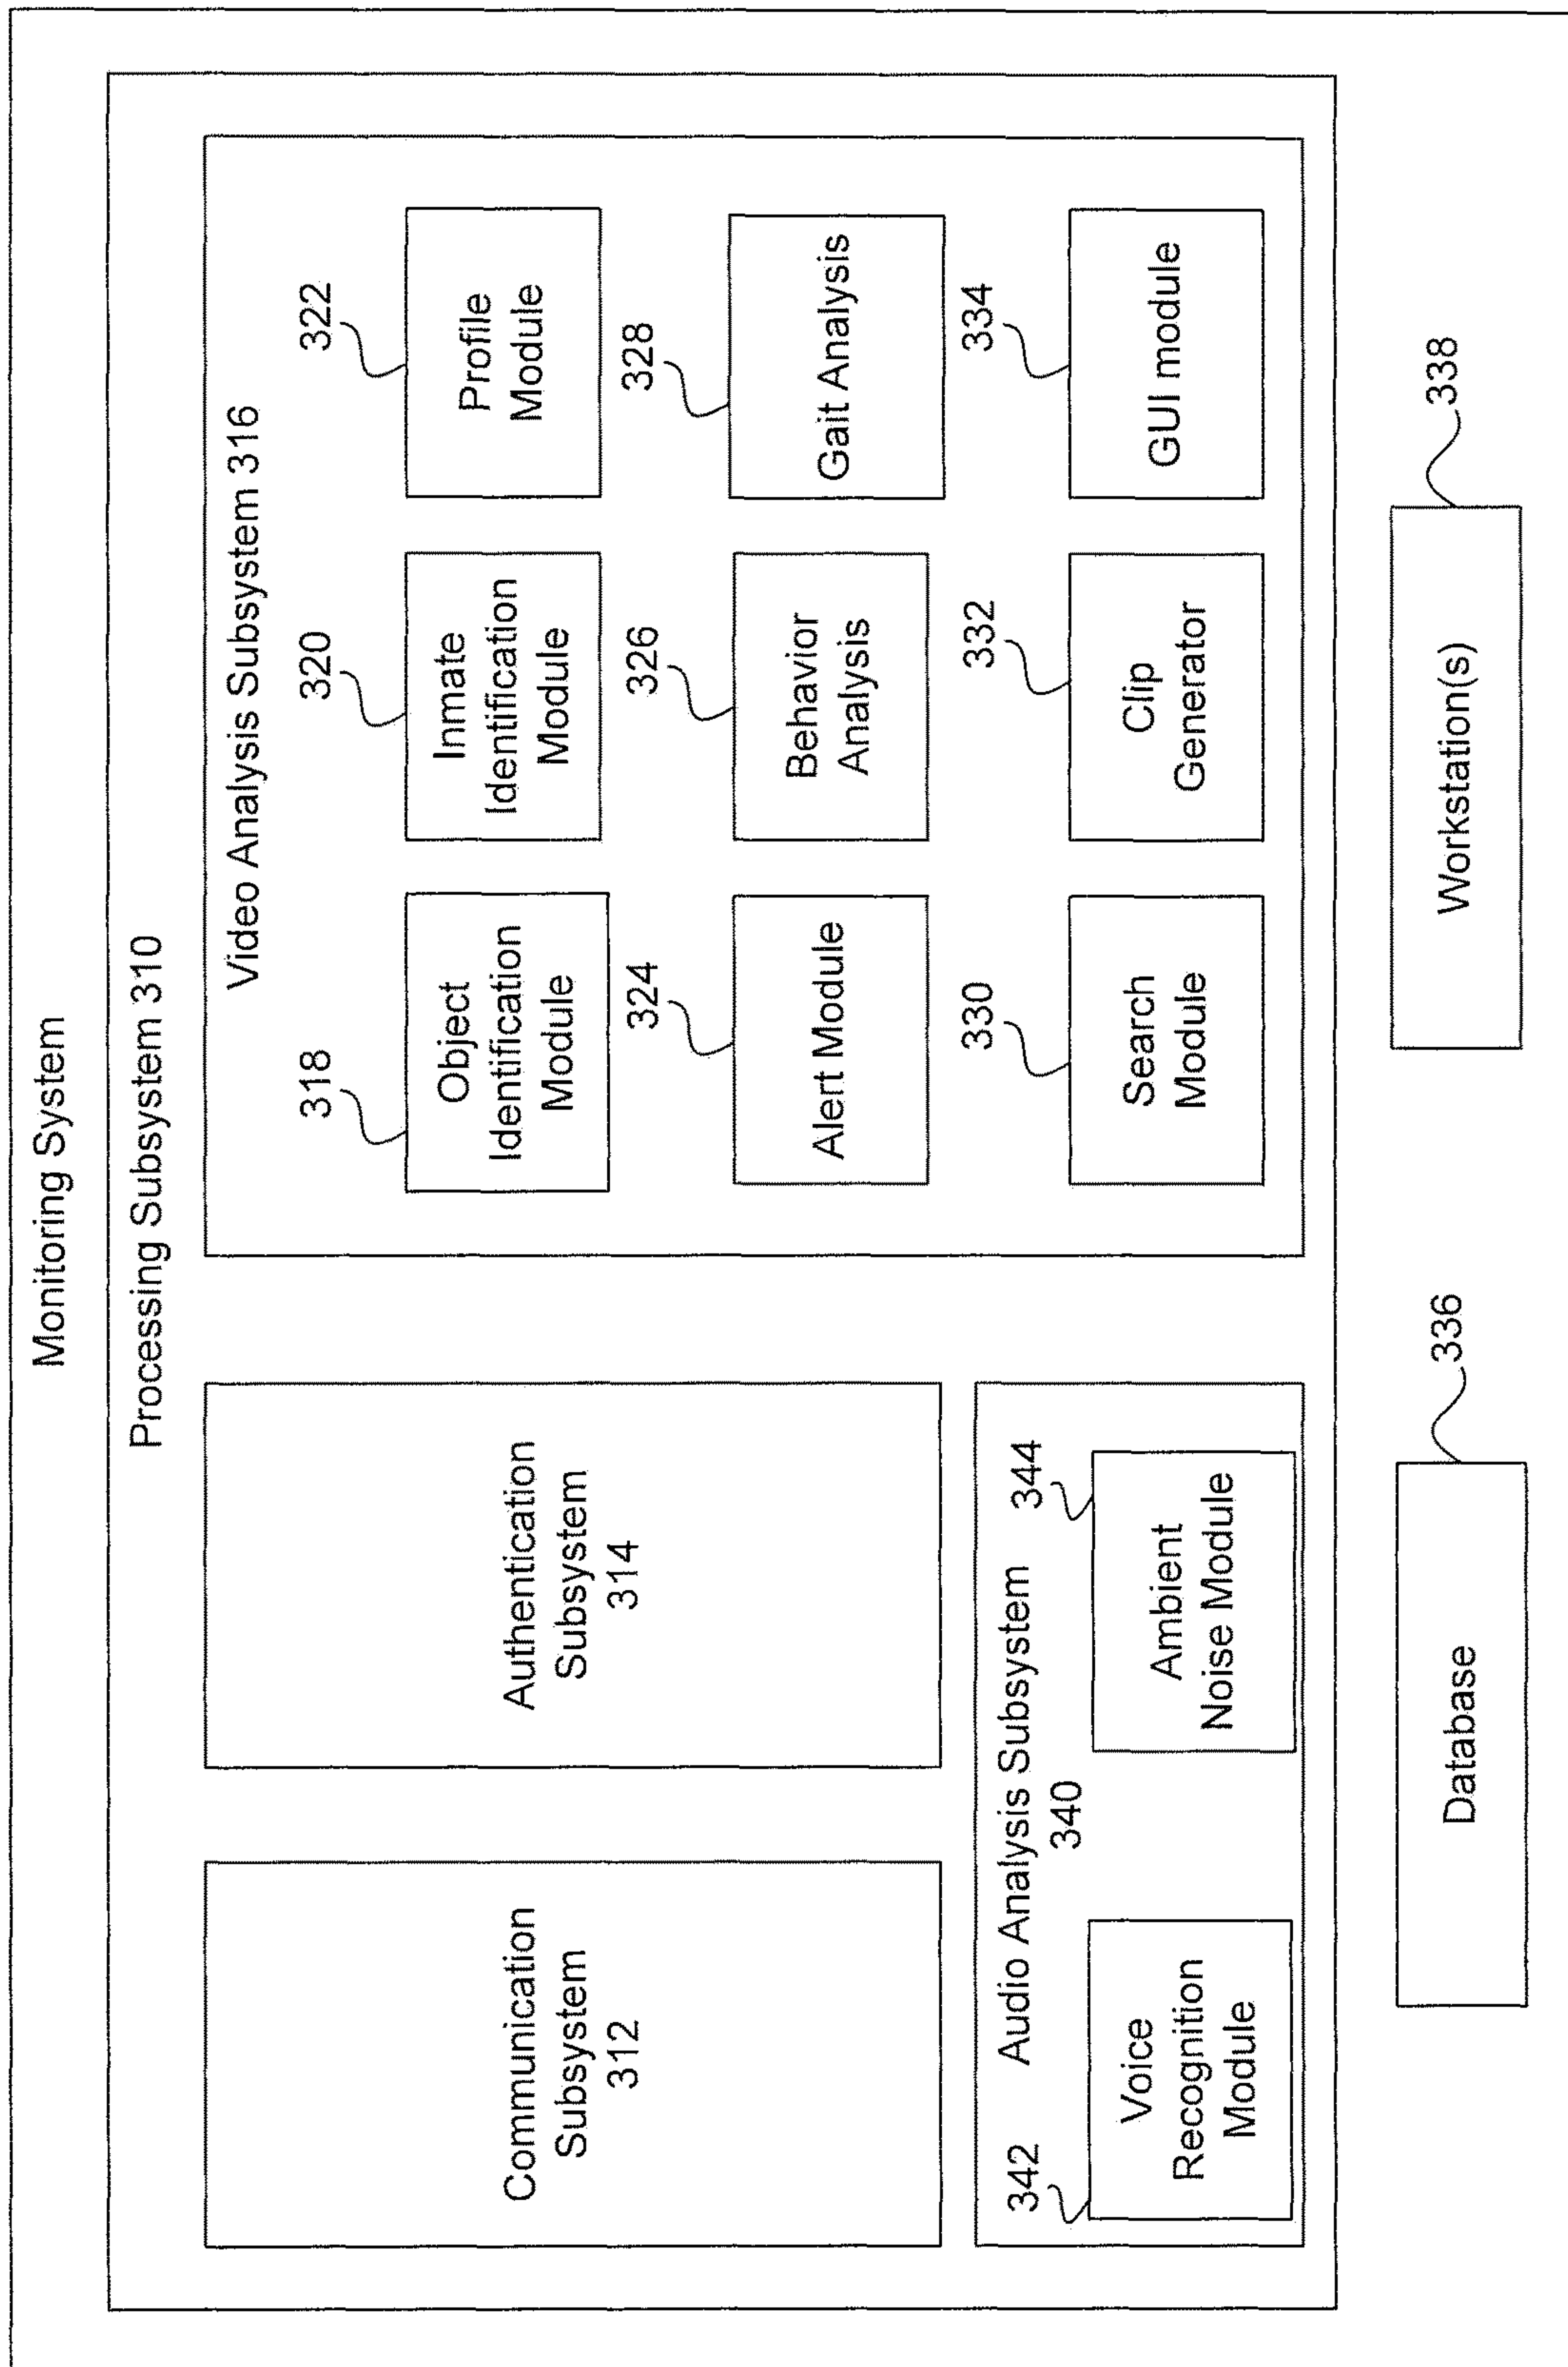 Monitoring System
Processing Subsystem 310
Communication
Subsystem
312
Authentication
Subsystem
314
Audio Analysis Subsystem
340
342
Voice
Recognition
Module
344
Ambient
Noise Module
Video Analysis Subsystem 316
318
Object
Identification
Module
320
Inmate
Identification
Module
322
Profile
Module
324
Alert Module
326
Behavior
Analysis
328
Gait Analysis
330
Search
Module
332
Clip
Generator
334
GUI module
Database
336
Workstation(s)
338